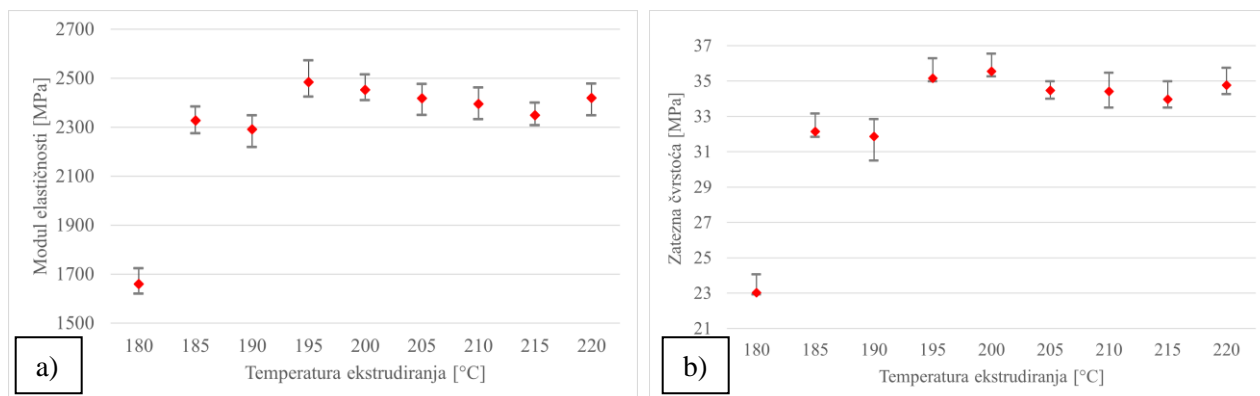 2700
2500
2300
2100
1900
1700
1500
Modul elastičnosti [MPa]
180 185 190 195 200 205 210 215 220
Temperatura ekstrudiranja [°C]
a)
37
35
33
31
29
27
25
23
21
Zatezna čvrstoća [MPa]
180 185 190 195 200 205 210 215 220
Temperatura ekstrudiranja [°C]
b)